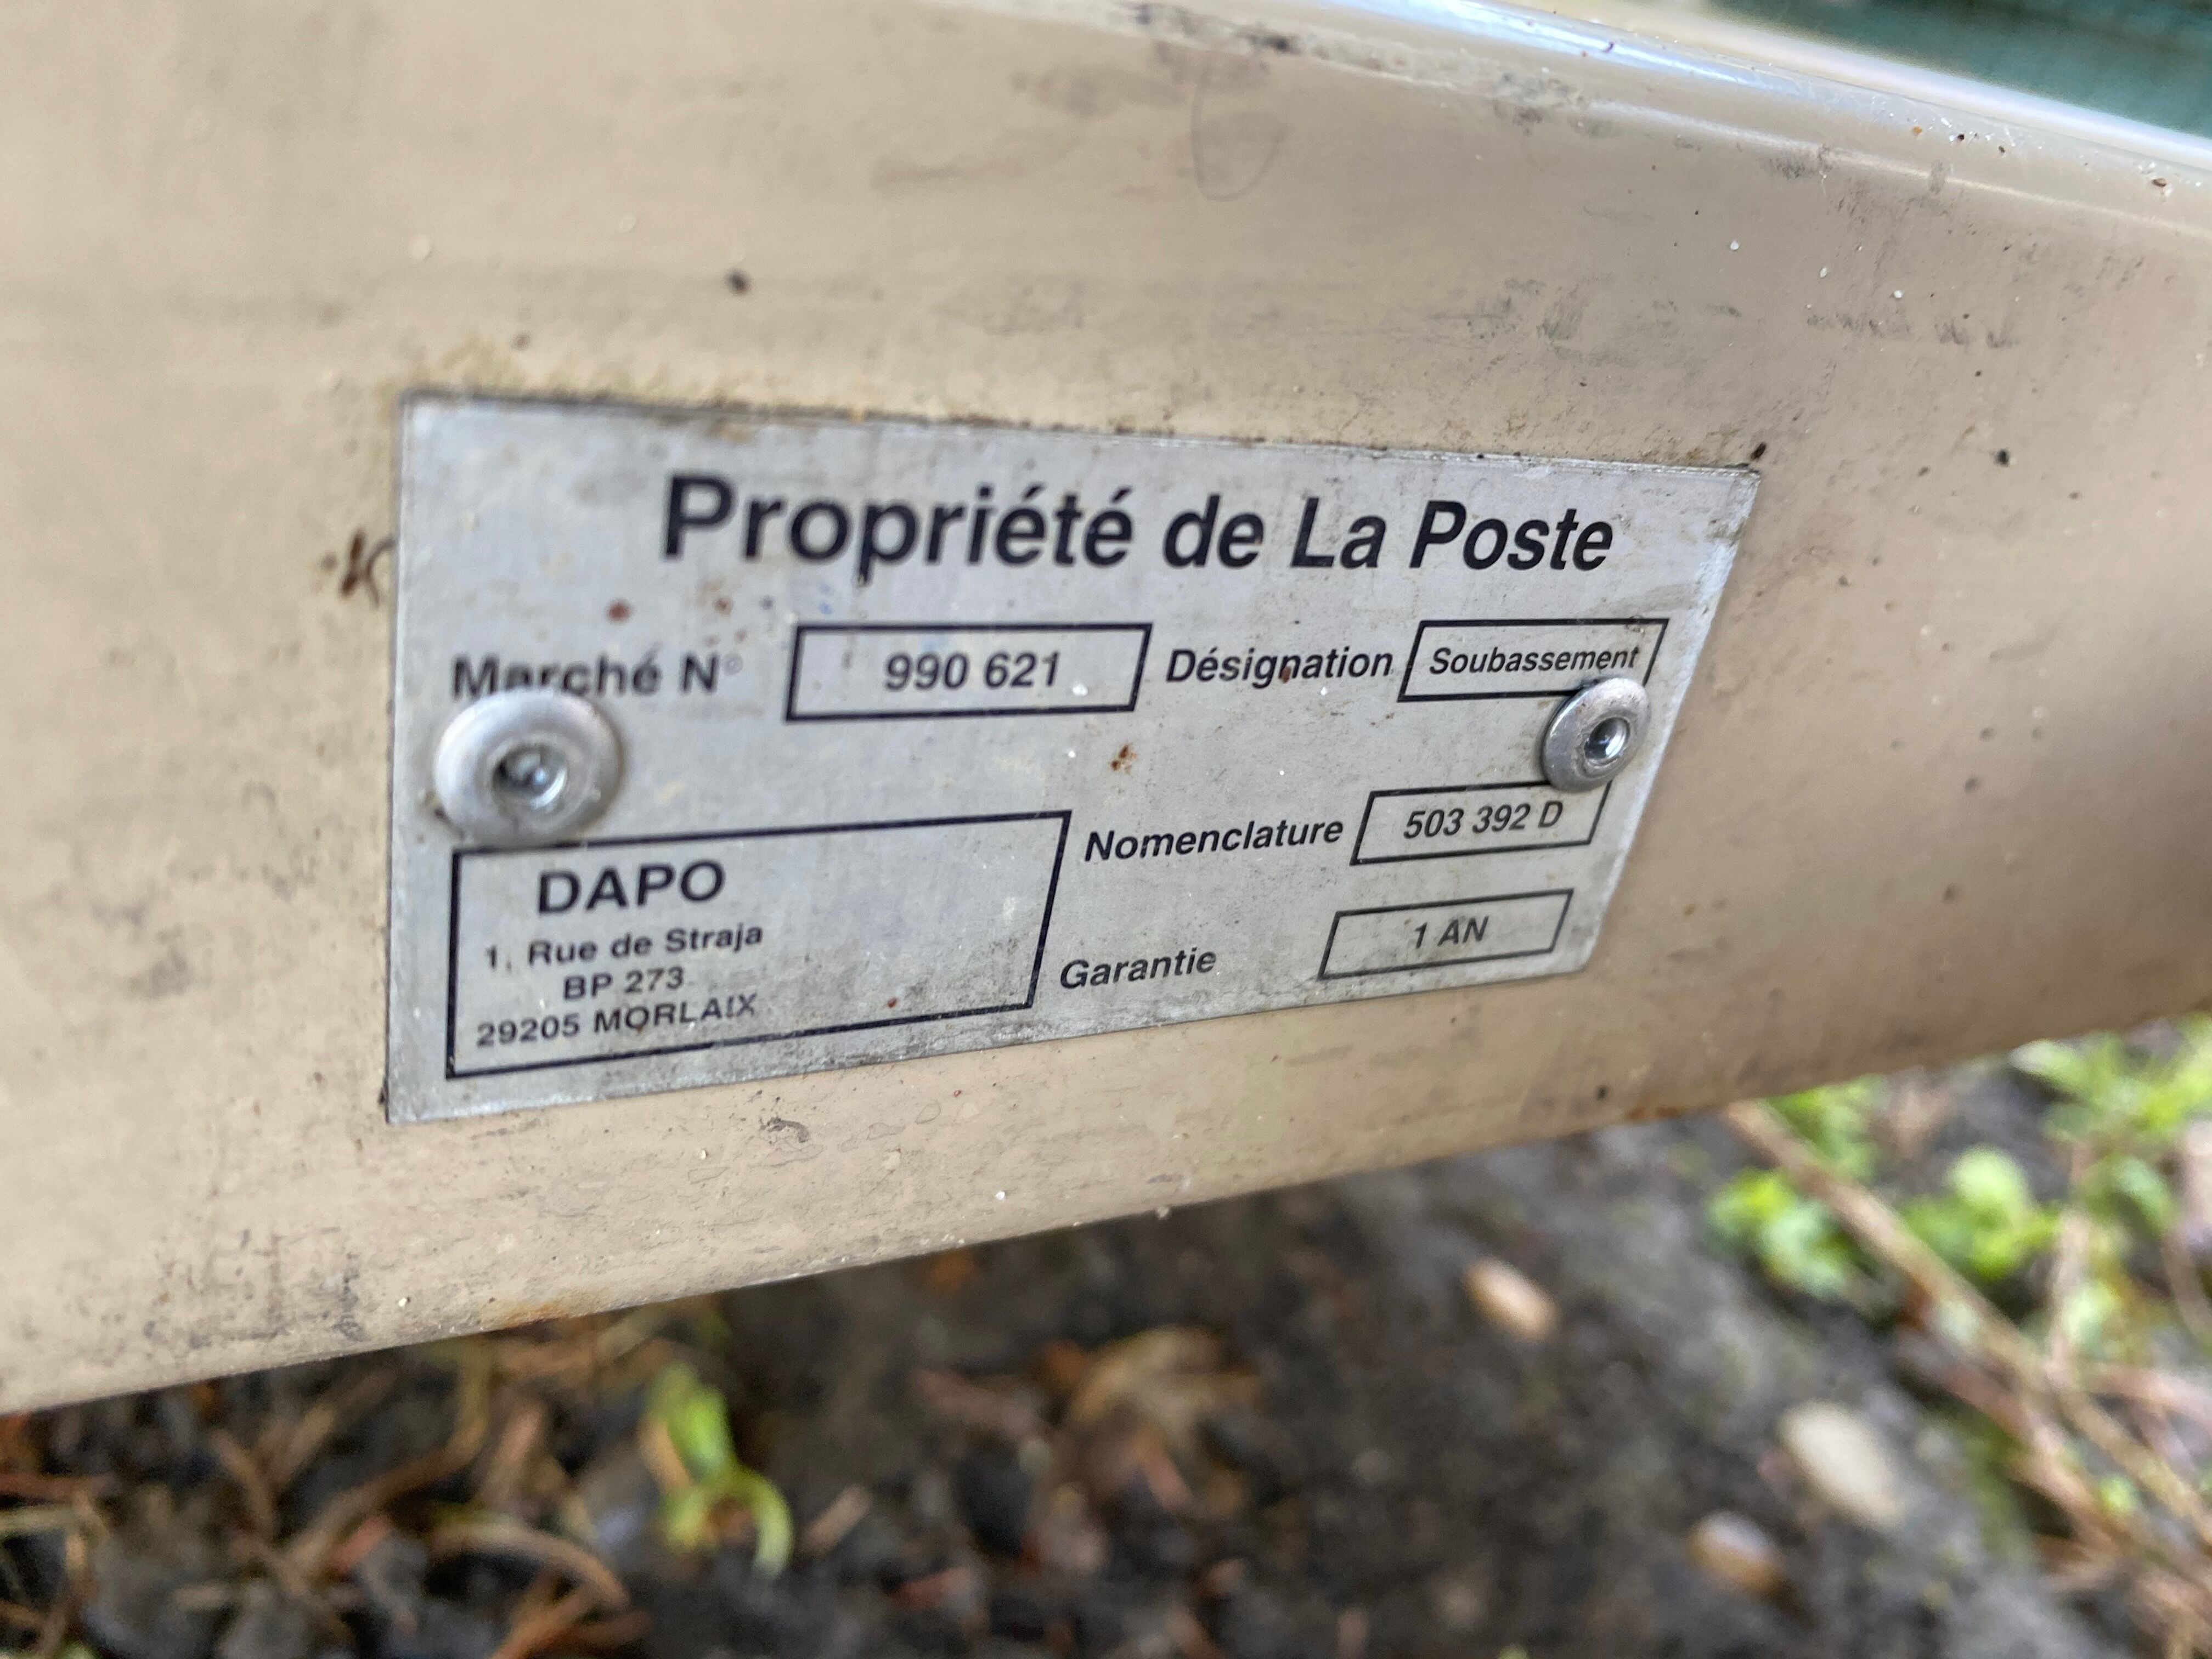 Propriété de La Poste
Marché N° 990 621 Désignation Soubassement
DAPO
1, Rue de Straja
BP 273
29205 MORLAIX
Nomenclature 503 392 D
Garantie 1 AN